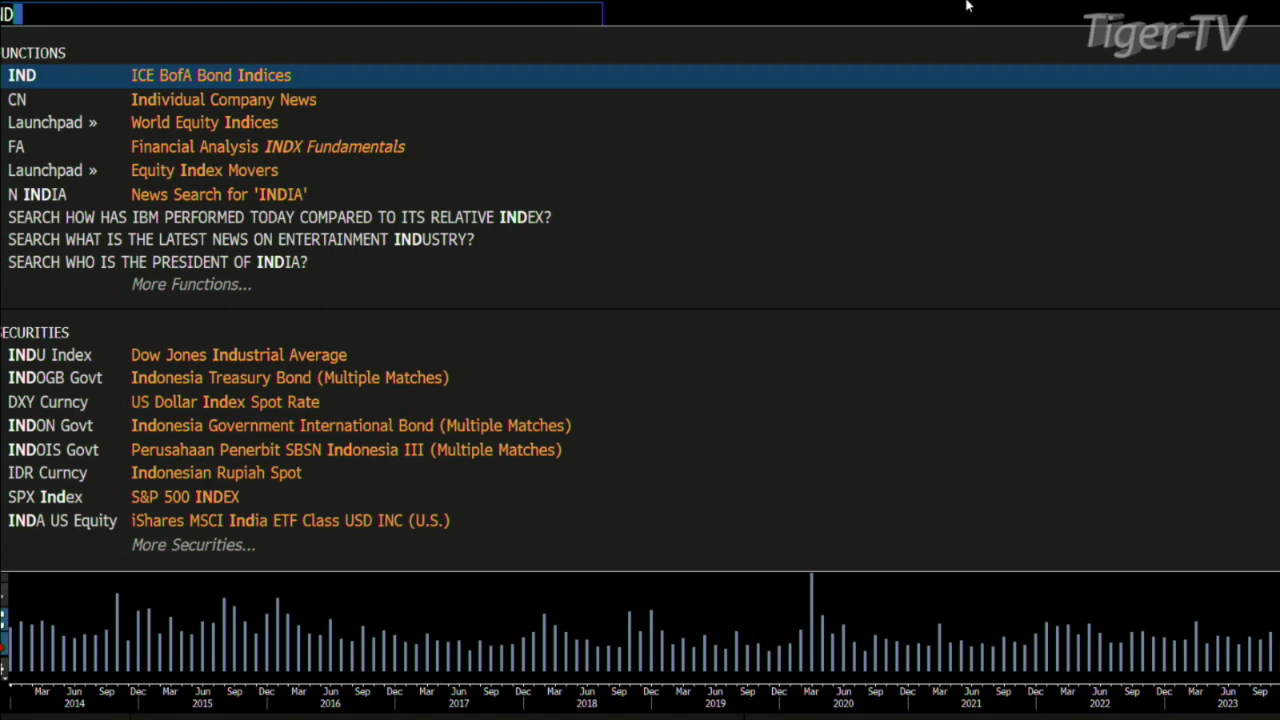 ND
Tiger-TV
UNCTIONS
IND ICE BofA Bond Indices
CN Individual Company News
Launchpad » World Equity Indices
FA Financial Analysis INDX Fundamentals
Launchpad » Equity Index Movers
N INDIA News Search for 'INDIA'
SEARCH HOW HAS IBM PERFORMED TODAY COMPARED TO ITS RELATIVE INDEX?
SEARCH WHAT IS THE LATEST NEWS ON ENTERTAINMENT INDUSTRY?
SEARCH WHO IS THE PRESIDENT OF INDIA?
More Functions...
ECURITIES
INDU Index Dow Jones Industrial Average
INDOGB Govt Indonesia Treasury Bond (Multiple Matches)
DXY Curncy US Dollar Index Spot Rate
INDON Govt Indonesia Government International Bond (Multiple Matches)
INDOIS Govt Perusahaan Penerbit SBSN Indonesia III (Multiple Matches)
IDR Curncy Indonesian Rupiah Spot
SPX Index S&P 500 INDEX
INDA US Equity iShares MSCI India ETF Class USD INC (U.S.)
More Securities...
Mar Jun Sep Dec Mar Jun Sep Dec Mar Jun Sep Dec Mar Jun Sep Dec Mar Jun Sep Dec Mar Jun Sep Dec Mar Jun Sep Dec Mar Jun Sep Dec Mar Jun Sep Dec Mar Jun Sep
2014 2015 2016 2017 2018 2019 2020 2021 2022 2023